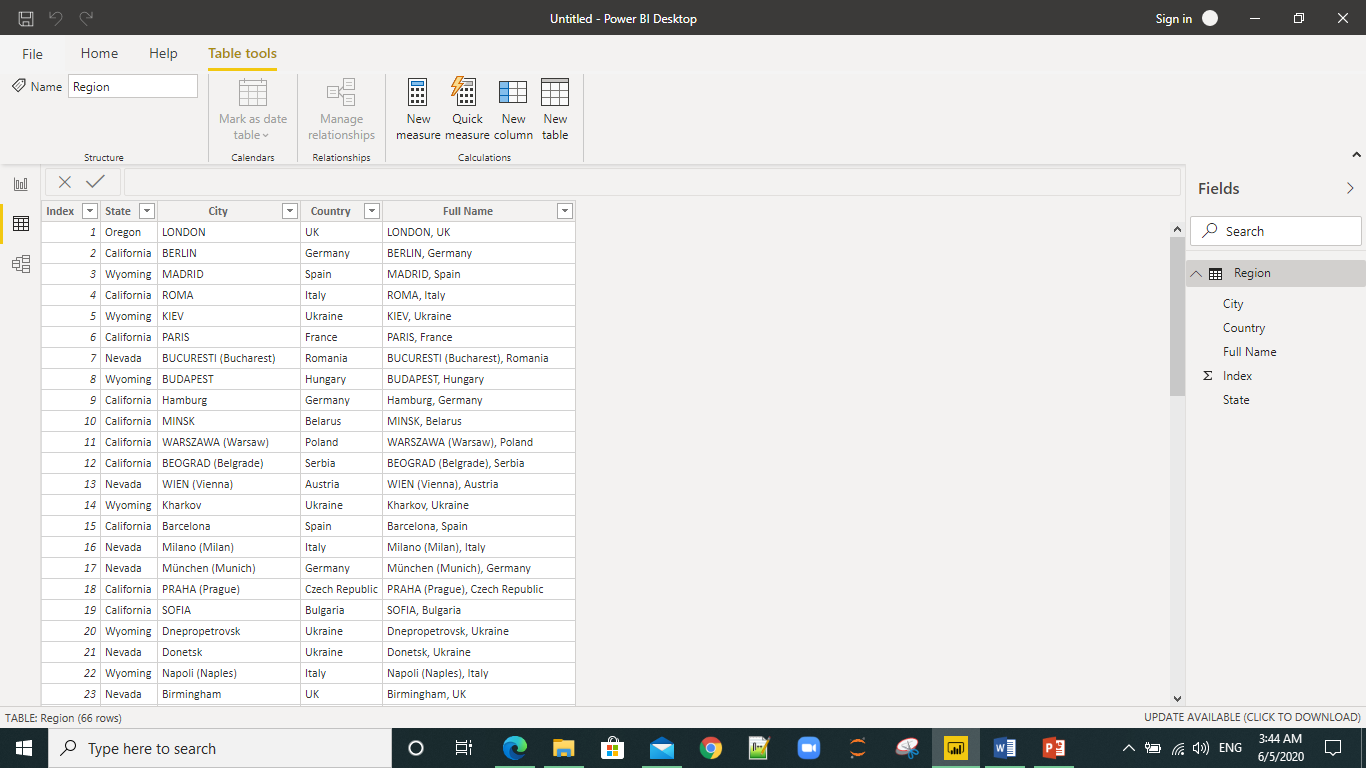 Untitled - Power BI Desktop
Sign in
File Home Help Table tools
Name Region
Mark as date table
Manage relationships
New measure
Quick measure
New column
New table
Structure Calendars Relationships Calculations
Fields
Search
Region
City
Country
Full Name
Σ Index
State
Index State City Country Full Name
1 Oregon LONDON UK LONDON, UK
2 California BERLIN Germany BERLIN, Germany
3 Wyoming MADRID Spain MADRID, Spain
4 California ROMA Italy ROMA, Italy
5 Wyoming KIEV Ukraine KIEV, Ukraine
6 California PARIS France PARIS, France
7 Nevada BUCURESTI (Bucharest) Romania BUCURESTI (Bucharest), Romania
8 Wyoming BUDAPEST Hungary BUDAPEST, Hungary
9 California Hamburg Germany Hamburg, Germany
10 California MINSK Belarus MINSK, Belarus
11 California WARSZAWA (Warsaw) Poland WARSZAWA (Warsaw), Poland
12 California BEOGRAD (Belgrade) Serbia BEOGRAD (Belgrade), Serbia
13 Nevada WIEN (Vienna) Austria WIEN (Vienna), Austria
14 Wyoming Kharkov Ukraine Kharkov, Ukraine
15 California Barcelona Spain Barcelona, Spain
16 Nevada Milano (Milan) Italy Milano (Milan), Italy
17 Nevada München (Munich) Germany München (Munich), Germany
18 California PRAHA (Prague) Czech Republic PRAHA (Prague), Czech Republic
19 California SOFIA Bulgaria SOFIA, Bulgaria
20 Wyoming Dnepropetrovsk Ukraine Dnepropetrovsk, Ukraine
21 Nevada Donetsk Ukraine Donetsk, Ukraine
22 Wyoming Napoli (Naples) Italy Napoli (Naples), Italy
23 Nevada Birmingham UK Birmingham, UK
TABLE: Region (66 rows)
UPDATE AVAILABLE (CLICK TO DOWNLOAD)
Type here to search
ENG
3:44 AM
6/5/2020